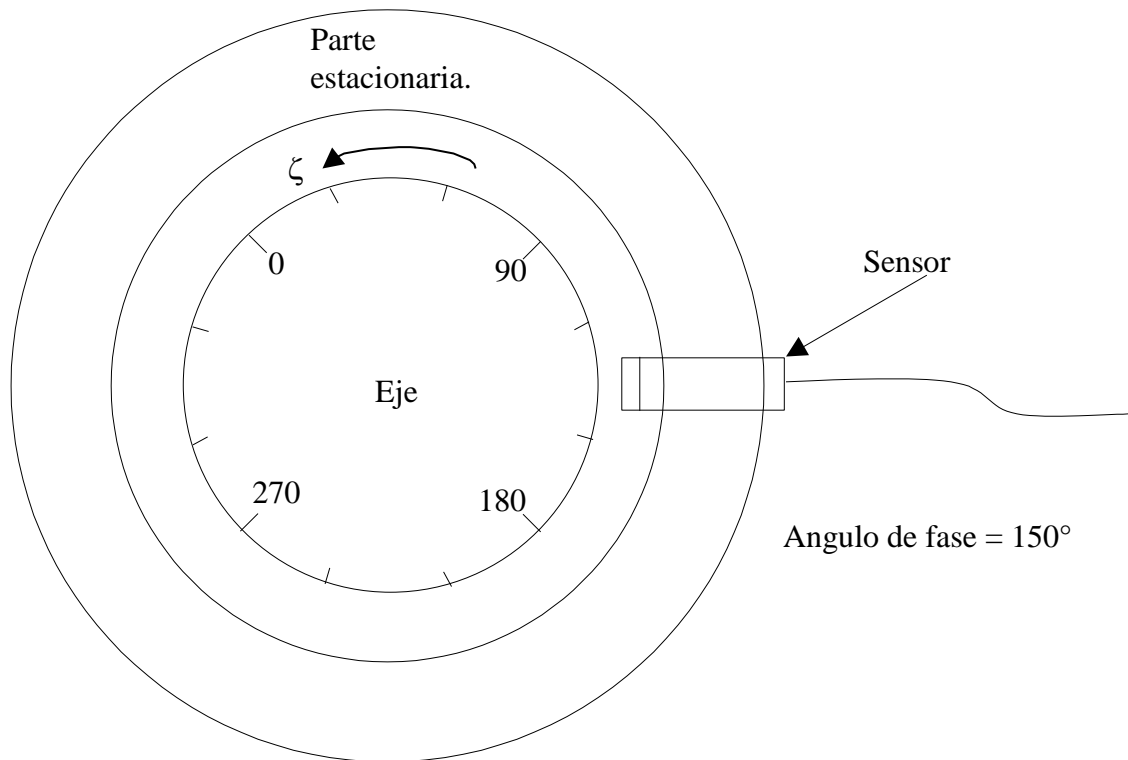 Parte
estacionaria.
ζ
0
90
Sensor
Eje
270
180
Angulo de fase = 150°